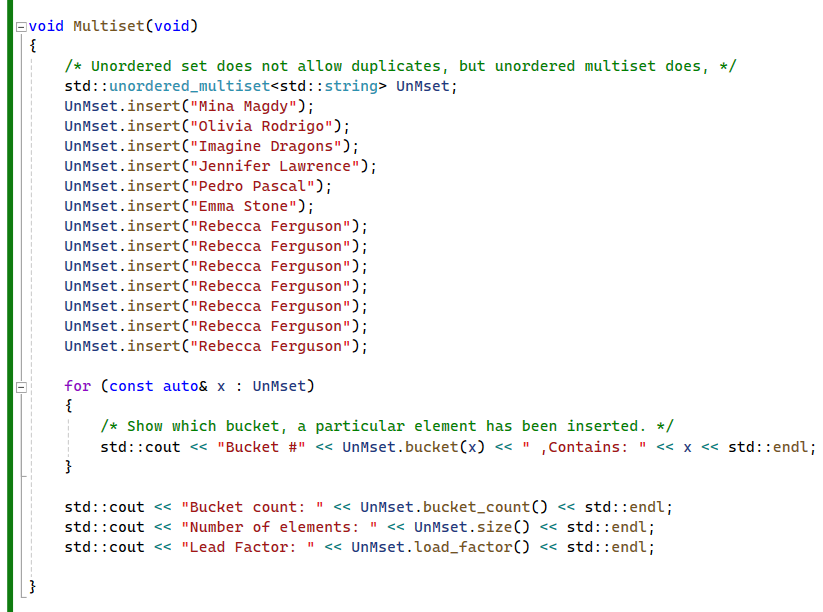 void Multiset(void)
{
    /* Unordered set does not allow duplicates, but unordered multiset does, */
    std::unordered_multiset<std::string> UnMset;
    UnMset.insert("Mina Magdy");
    UnMset.insert("Olivia Rodrigo");
    UnMset.insert("Imagine Dragons");
    UnMset.insert("Jennifer Lawrence");
    UnMset.insert("Pedro Pascal");
    UnMset.insert("Emma Stone");
    UnMset.insert("Rebecca Ferguson");
    UnMset.insert("Rebecca Ferguson");
    UnMset.insert("Rebecca Ferguson");
    UnMset.insert("Rebecca Ferguson");
    UnMset.insert("Rebecca Ferguson");
    UnMset.insert("Rebecca Ferguson");
    UnMset.insert("Rebecca Ferguson");

    for (const auto& x : UnMset)
    {
        /* Show which bucket, a particular element has been inserted. */
        std::cout << "Bucket #" << UnMset.bucket(x) << " ,Contains: " << x << std::endl;
    }

    std::cout << "Bucket count: " << UnMset.bucket_count() << std::endl;
    std::cout << "Number of elements: " << UnMset.size() << std::endl;
    std::cout << "Lead Factor: " << UnMset.load_factor() << std::endl;

}